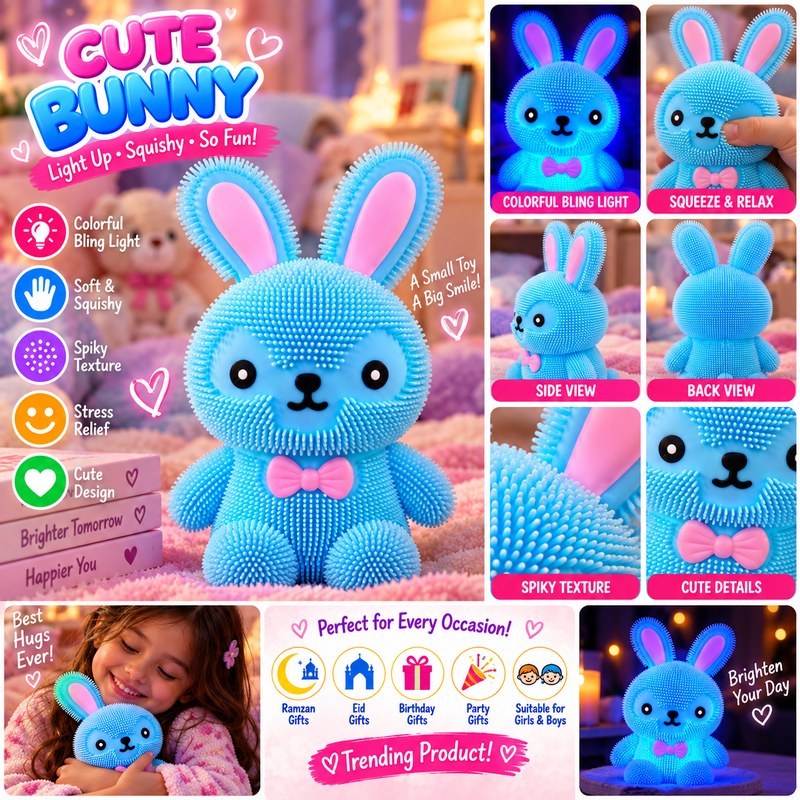 CUTE
BUNNY
Light Up • Squishy • So Fun!
Colorful
Bling Light
Soft &
Squishy
Spiky
Texture
Stress
Relief
Cute
Design
A Small Toy
A Big Smile!
Brighter Tomorrow
Happier You
COLORFUL BLING LIGHT
SQUEEZE & RELAX
SIDE VIEW
BACK VIEW
SPIKY TEXTURE
CUTE DETAILS
Best
Hugs
Ever!
Perfect for Every Occasion!
Ramzan
Gifts
Eid
Gifts
Birthday
Gifts
Party
Gifts
Suitable for
Girls & Boys
Trending Product!
Brighten
Your Day